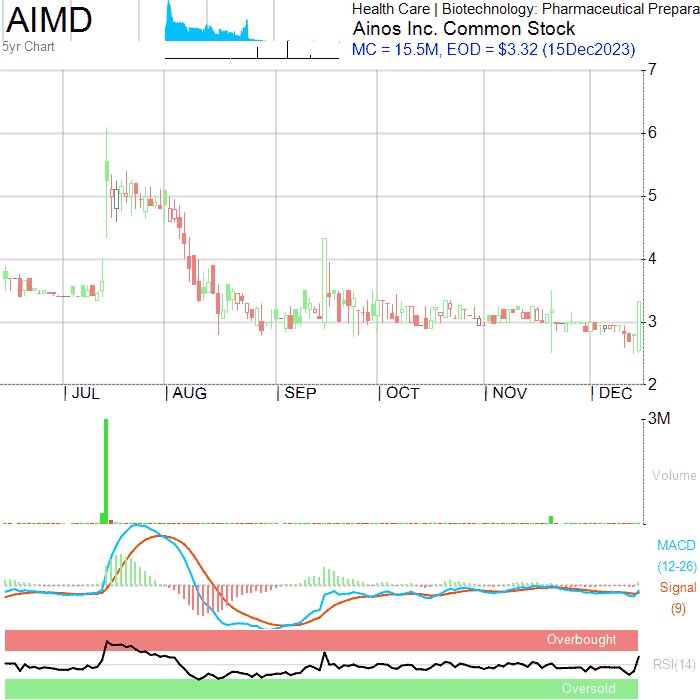 AIMD
5yr Chart
Health Care | Biotechnology: Pharmaceutical Prepara
Ainos Inc. Common Stock
MC = 15.5M, EOD = $3.32 (15Dec2023)
7
6
5
4
3
2
JUL AUG SEP OCT NOV DEC
3M
Volume
MACD
(12-26)
Signal
(9)
Overbought
RSI(14)
Oversold